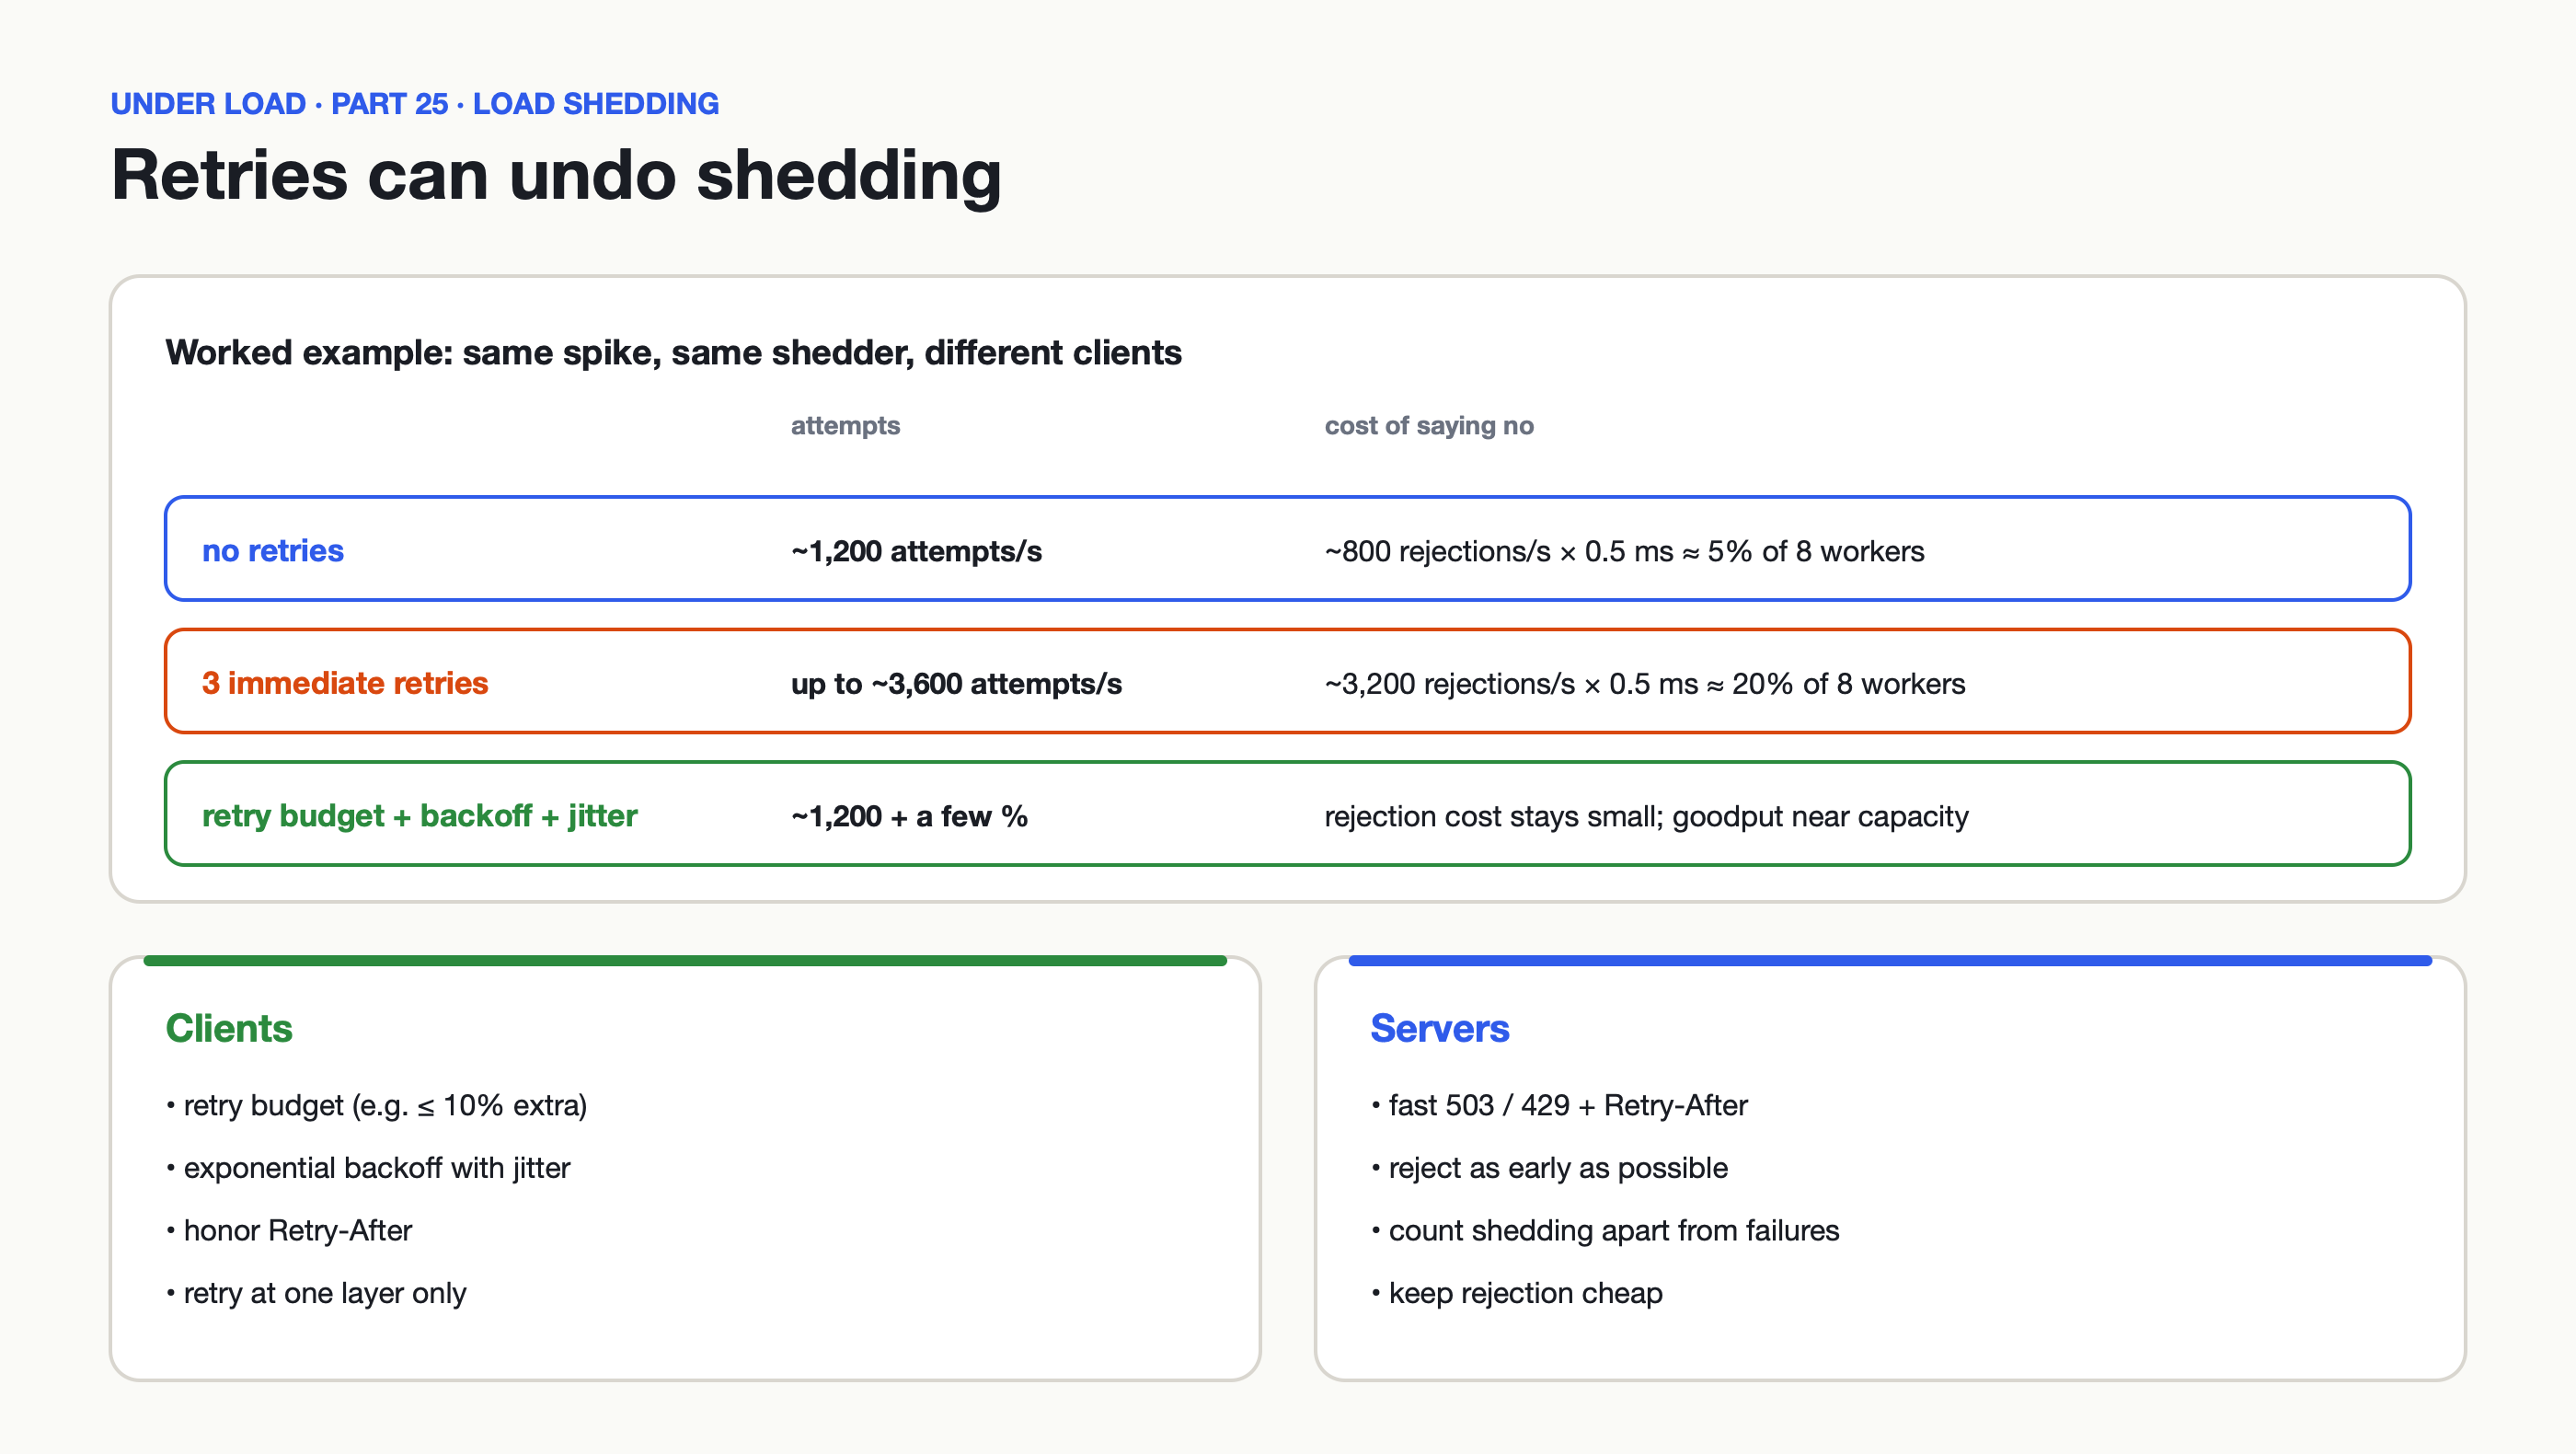 UNDER LOAD · PART 25 · LOAD SHEDDING
Retries can undo shedding
Worked example: same spike, same shedder, different clients
attempts
cost of saying no
no retries
~1,200 attempts/s
~800 rejections/s × 0.5 ms ≈ 5% of 8 workers
3 immediate retries
up to ~3,600 attempts/s
~3,200 rejections/s × 0.5 ms ≈ 20% of 8 workers
retry budget + backoff + jitter
~1,200 + a few %
rejection cost stays small; goodput near capacity
Clients
• retry budget (e.g. ≤ 10% extra)
• exponential backoff with jitter
• honor Retry-After
• retry at one layer only
Servers
• fast 503 / 429 + Retry-After
• reject as early as possible
• count shedding apart from failures
• keep rejection cheap